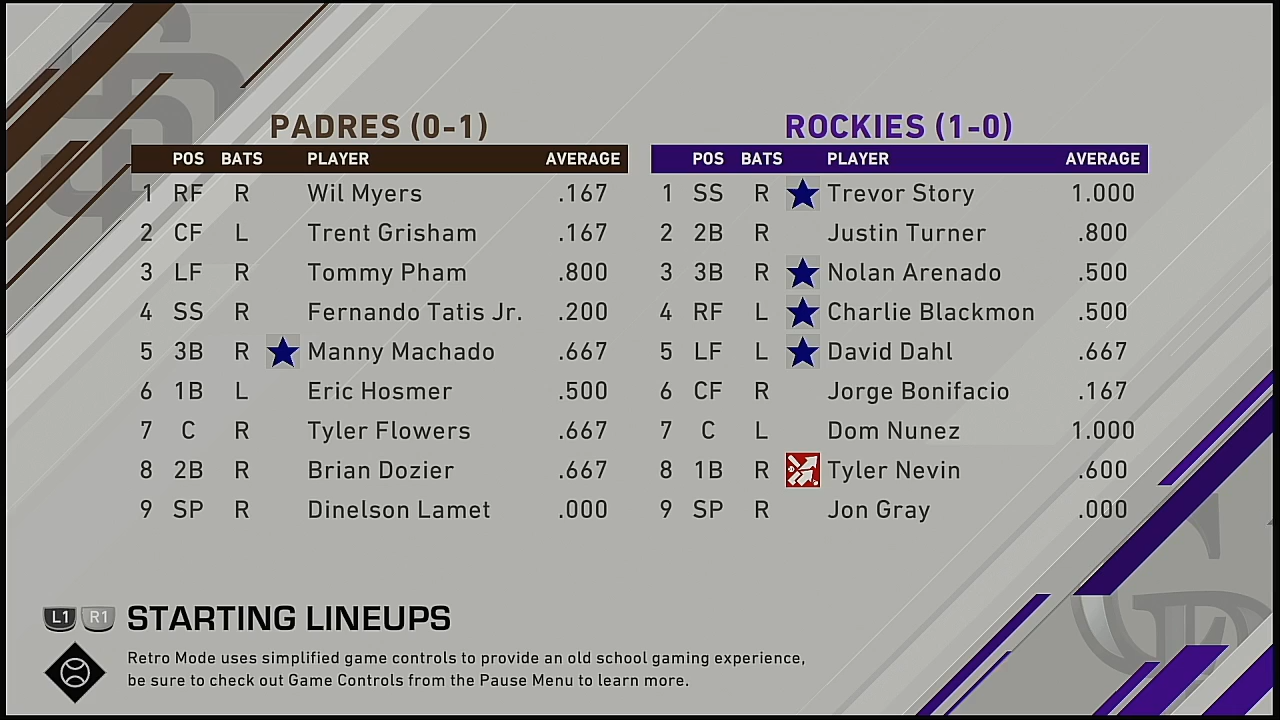 PADRES (0-1)
POS BATS PLAYER AVERAGE
1 RF R Wil Myers .167
2 CF L Trent Grisham .167
3 LF R Tommy Pham .800
4 SS R Fernando Tatis Jr. .200
5 3B R Manny Machado .667
6 1B L Eric Hosmer .500
7 C R Tyler Flowers .667
8 2B R Brian Dozier .667
9 SP R Dinelson Lamet .000
ROCKIES (1-0)
POS BATS PLAYER AVERAGE
1 SS R Trevor Story 1.000
2 2B R Justin Turner .800
3 3B R Nolan Arenado .500
4 RF L Charlie Blackmon .500
5 LF L David Dahl .667
6 CF R Jorge Bonifacio .167
7 C L Dom Nunez 1.000
8 1B R Tyler Nevin .600
9 SP R Jon Gray .000
L1 R1 STARTING LINEUPS
Retro Mode uses simplified game controls to provide an old school gaming experience,
be sure to check out Game Controls from the Pause Menu to learn more.